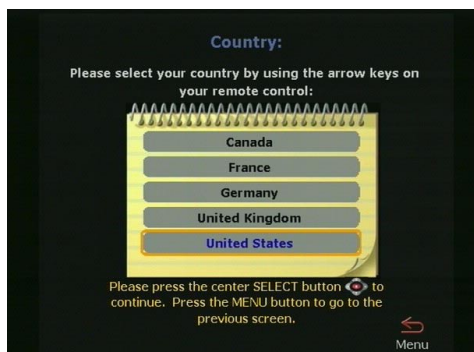 Country:
Please select your country by using the arrow keys on
your remote control:
Canada
France
Germany
United Kingdom
United States
Please press the center SELECT button to
continue. Press the MENU button to go to the
previous screen.
Menu